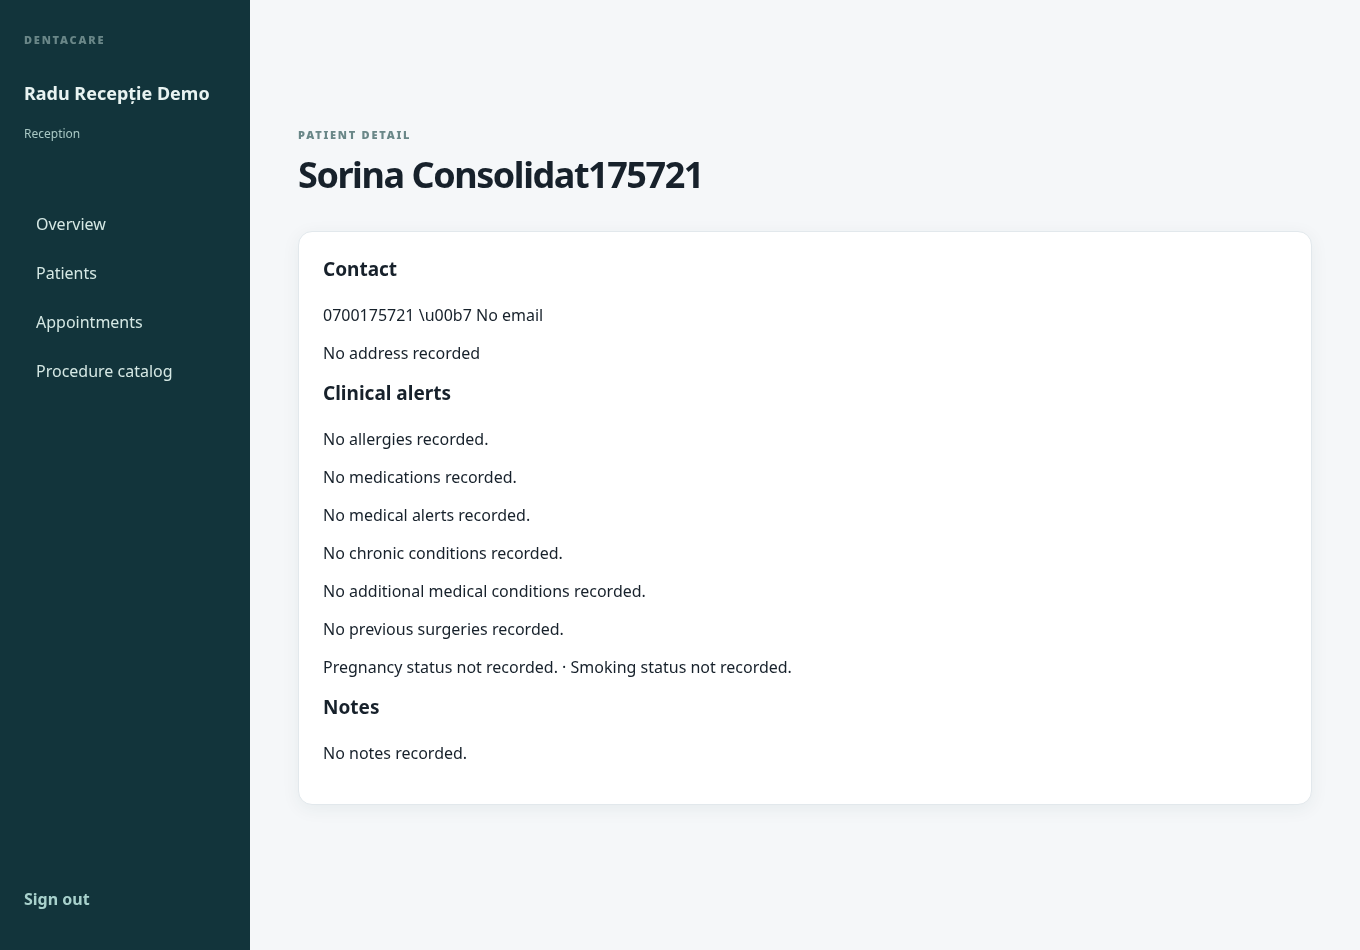 DENTACARE
Radu Recepție Demo
Reception
Overview
Patients
Appointments
Procedure catalog
Sign out
PATIENT DETAIL
Sorina Consolidat175721
Contact
0700175721 \u00b7 No email
No address recorded
Clinical alerts
No allergies recorded.
No medications recorded.
No medical alerts recorded.
No chronic conditions recorded.
No additional medical conditions recorded.
No previous surgeries recorded.
Pregnancy status not recorded. · Smoking status not recorded.
Notes
No notes recorded.